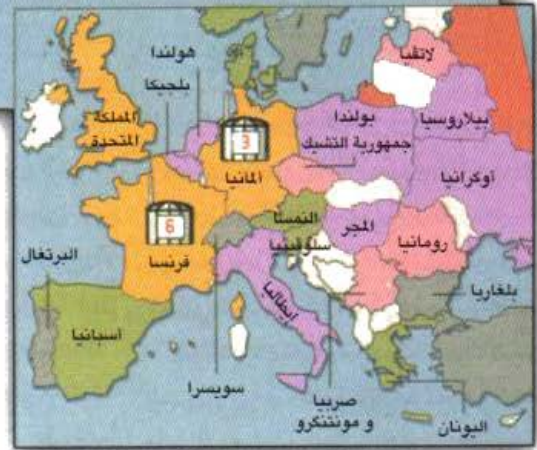 هولندا
بلجيكا
لاتفيا
المملكة
المتحدة
3
بولندا
جمهورية التشيك
بيلاروسيا
ألمانيا
أوكرانيا
6
النمسا
المجر
سلوفينيا
رومانيا
البرتغال
فرنسا
إيطاليا
بلغاريا
أسبانيا
سويسرا
صربيا
و مونتنكرو
اليونان